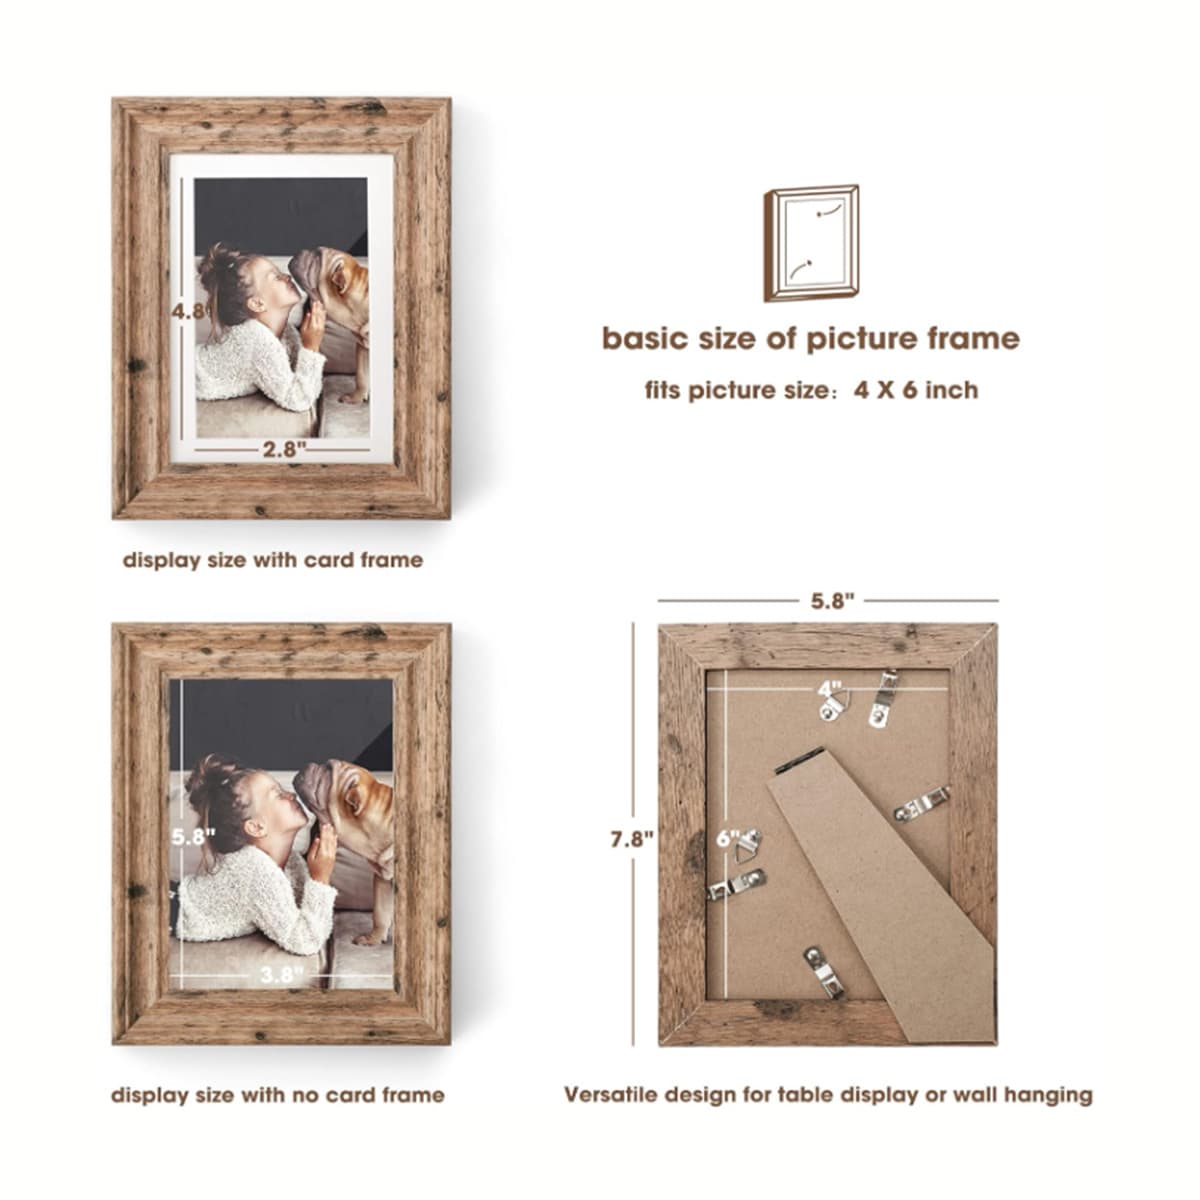 4.8"
2.8"
display size with card frame
basic size of picture frame
fits picture size: 4 X 6 inch
5.8"
3.8"
display size with no card frame
5.8"
7.8"
4"
6"
Versatile design for table display or wall hanging